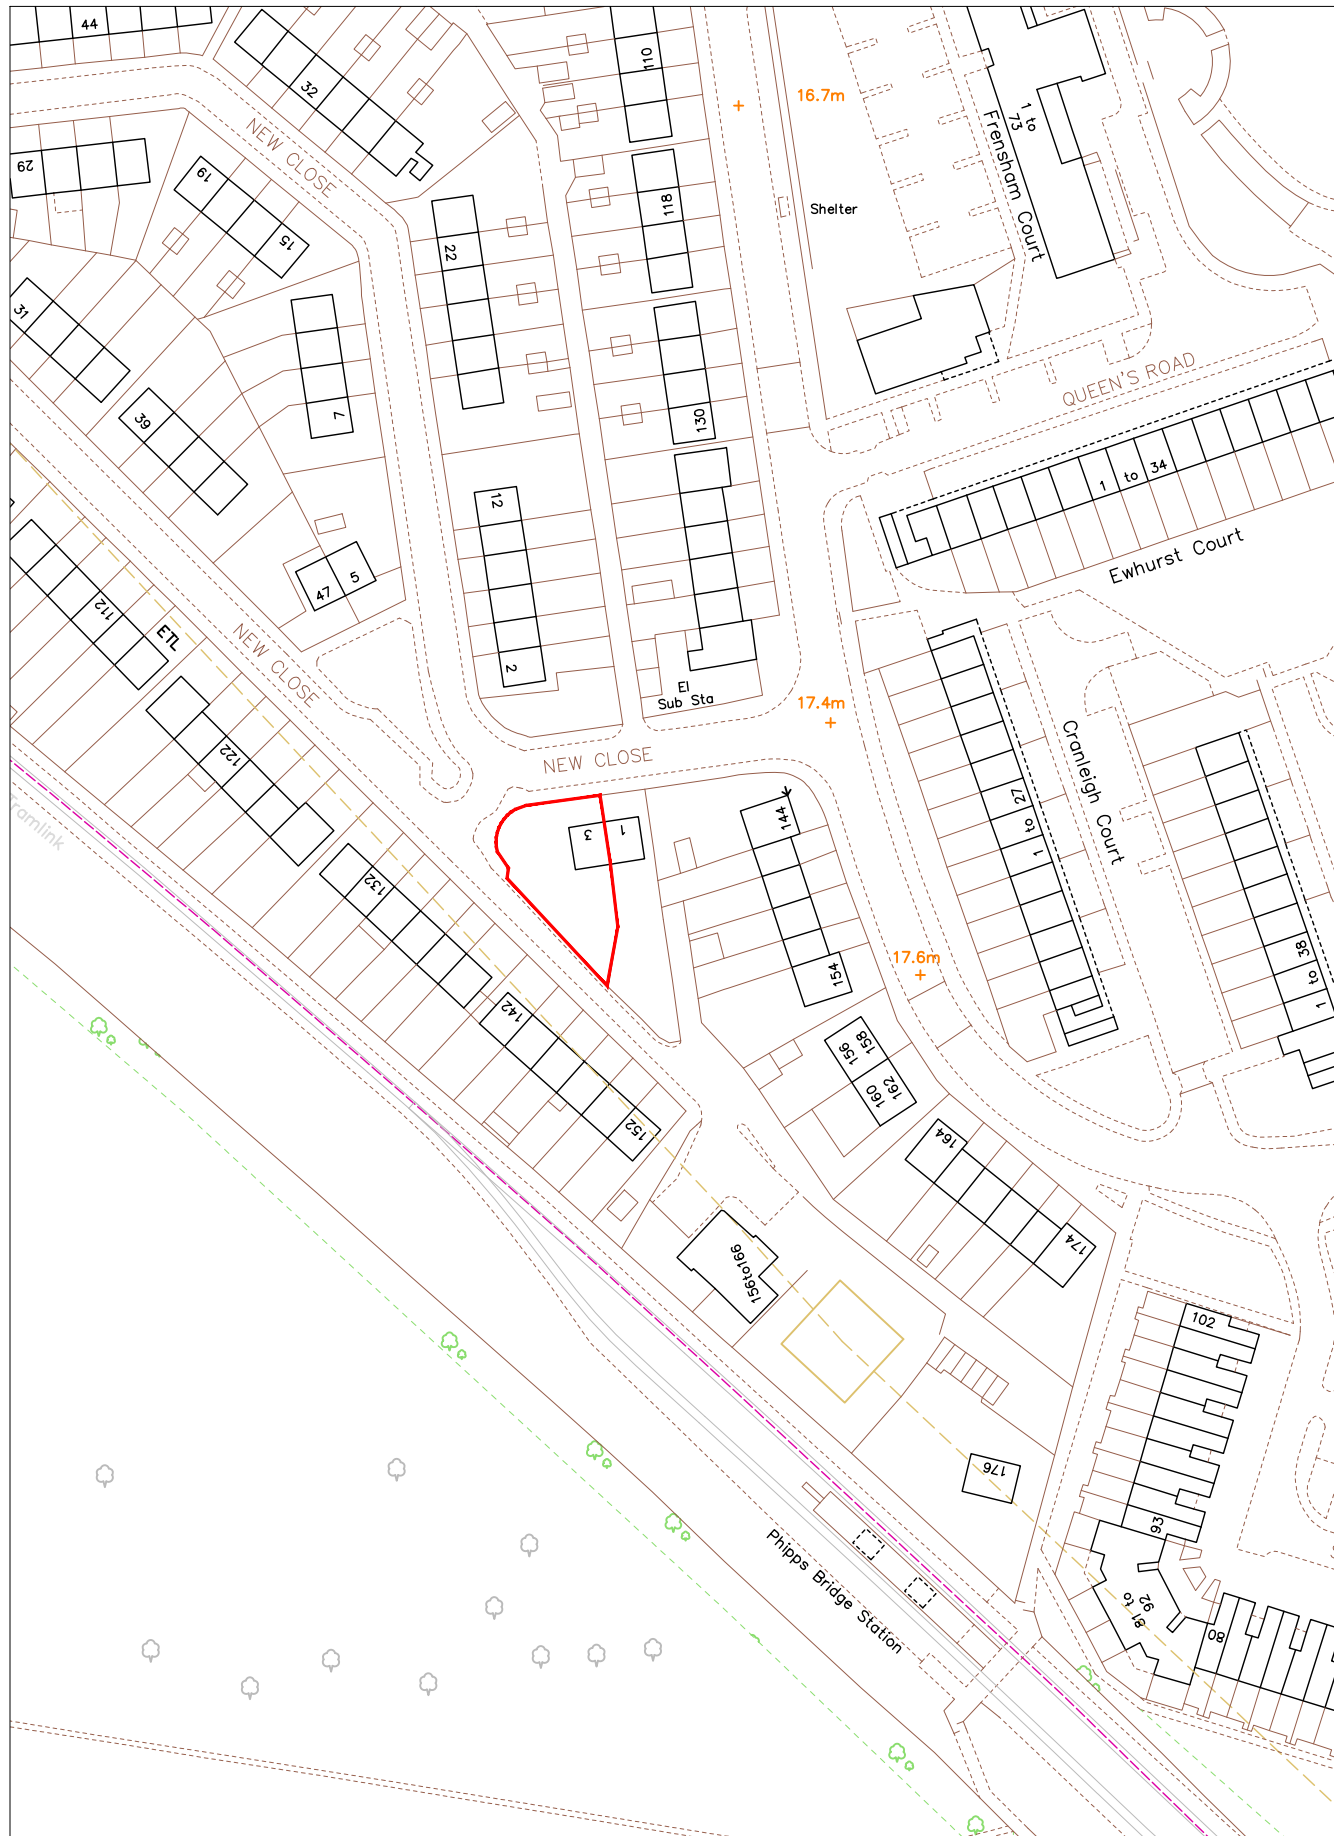 44
110
32
16.7m
1 to
73
Frensham Court
NEW CLOSE
29
19
118
Shelter
15
22
31
QUEEN'S ROAD
7
130
39
1 to 34
12
Ewhurst Court
47
5
112
ETL
NEW CLOSE
2
El
Sub Sta
17.4m
122
NEW CLOSE
Cranleigh Court
1 to 27
Tramlink
144
3
1
132
154
17.6m
1 to 38
142
158
156
162
160
152
164
174
156to166
102
176
93
Phipps Bridge Station
81 to
92
80